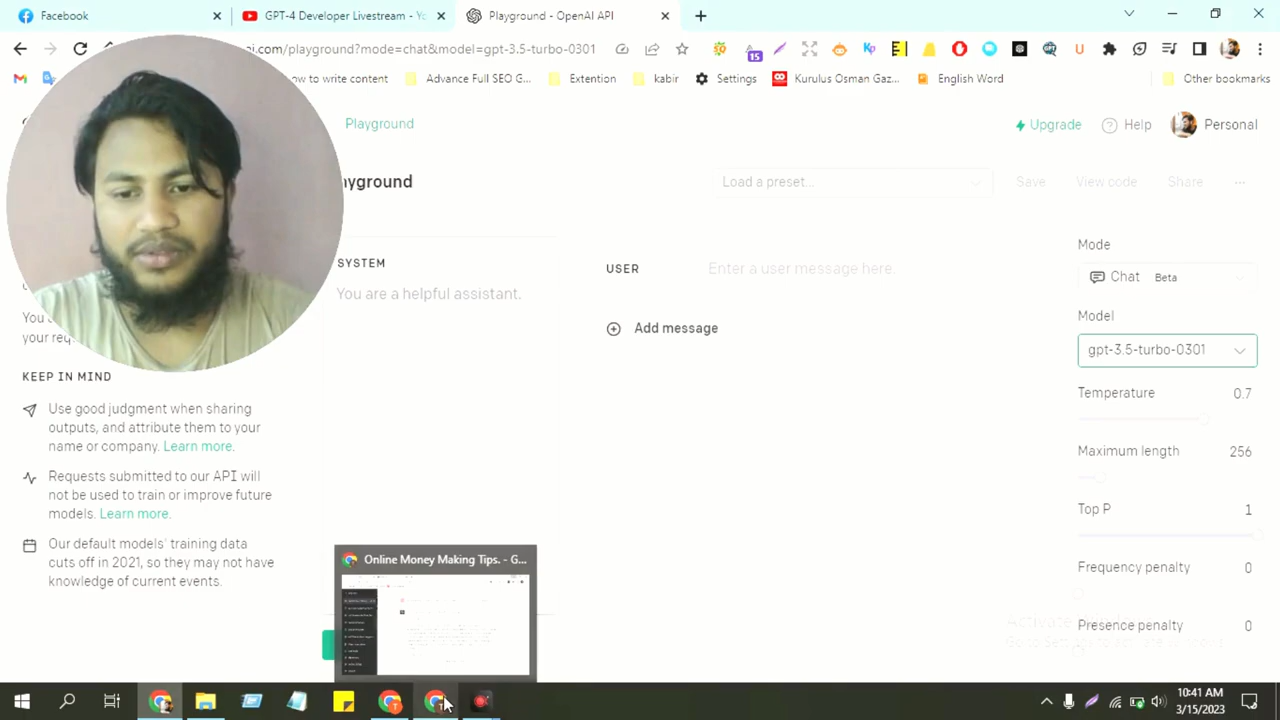 Facebook
GPT-4 Developer Livestream - Yo
Playground - OpenAI API
ai.com/playground?mode=chat&model=gpt-3.5-turbo-0301
15
how to write content
Advance Full SEO G...
Extention
kabir
Settings
Kurulus Osman Gaz...
English Word
Other bookmarks
Playground
Upgrade
Help
Personal
yground
Load a preset...
Save
View code
Share
SYSTEM
You are a helpful assistant.
USER
Enter a user message here.
Add message
Mode
Chat Beta
Model
gpt-3.5-turbo-0301
Temperature 0.7
Maximum length 256
Top P 1
Frequency penalty 0
Presence penalty 0
your req
KEEP IN MIND
Use good judgment when sharing
outputs, and attribute them to your
name or company. Learn more.
Requests submitted to our API will
not be used to train or improve future
models. Learn more.
Our default models' training data
cuts off in 2021, so they may not have
knowledge of current events.
Online Money Making Tips. - G...
10:41 AM
3/15/2023